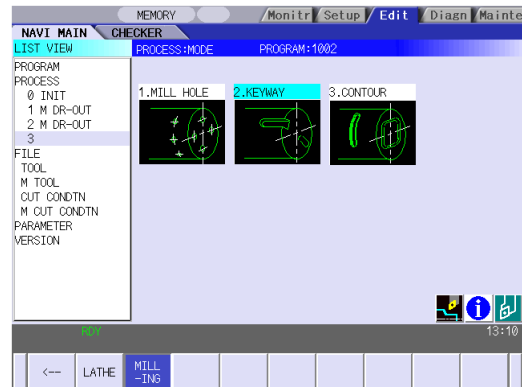 MEMORY
Monitr Setup Edit Diagn Mainte
NAVI MAIN CHECKER
LIST VIEW PROCESS:MODE PROGRAM:1002
PROGRAM
PROCESS
0 INIT
1 M DR-OUT
2 M DR-OUT
3
FILE
TOOL
M TOOL
CUT CONDTN
M CUT CONDTN
PARAMETER
VERSION
1.MILL HOLE 2.KEYWAY 3.CONTOUR
RDY 13:10
<-- LATHE MILL
-ING